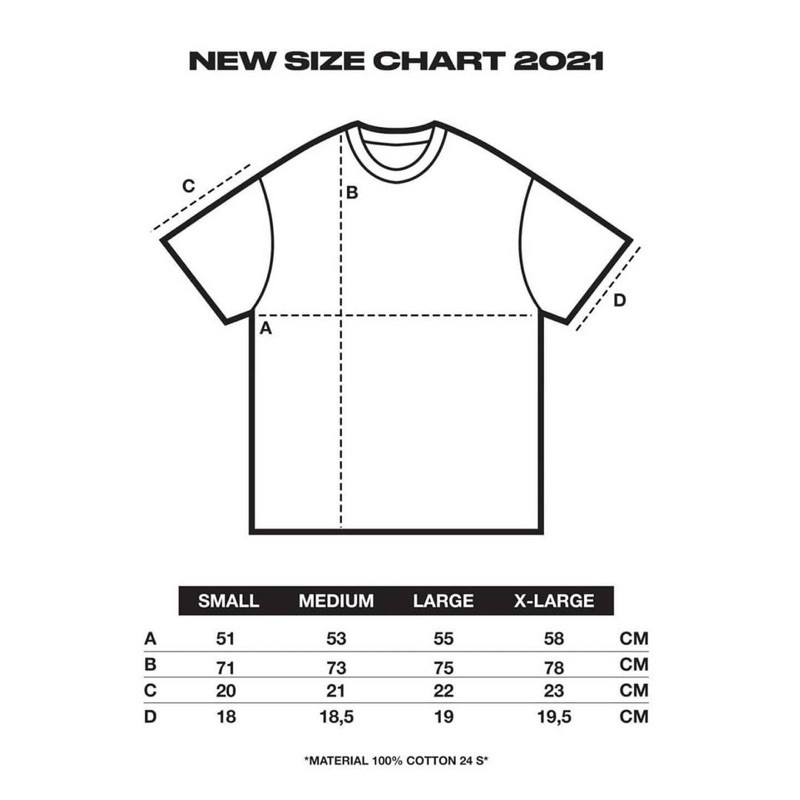 NEW SIZE CHART 2021
C
B
D
A
SMALL MEDIUM LARGE X-LARGE
A 51 53 55 58 CM
B 71 73 75 78 CM
C 20 21 22 23 CM
D 18 18,5 19 19,5 CM
*MATERIAL 100% COTTON 24 S*